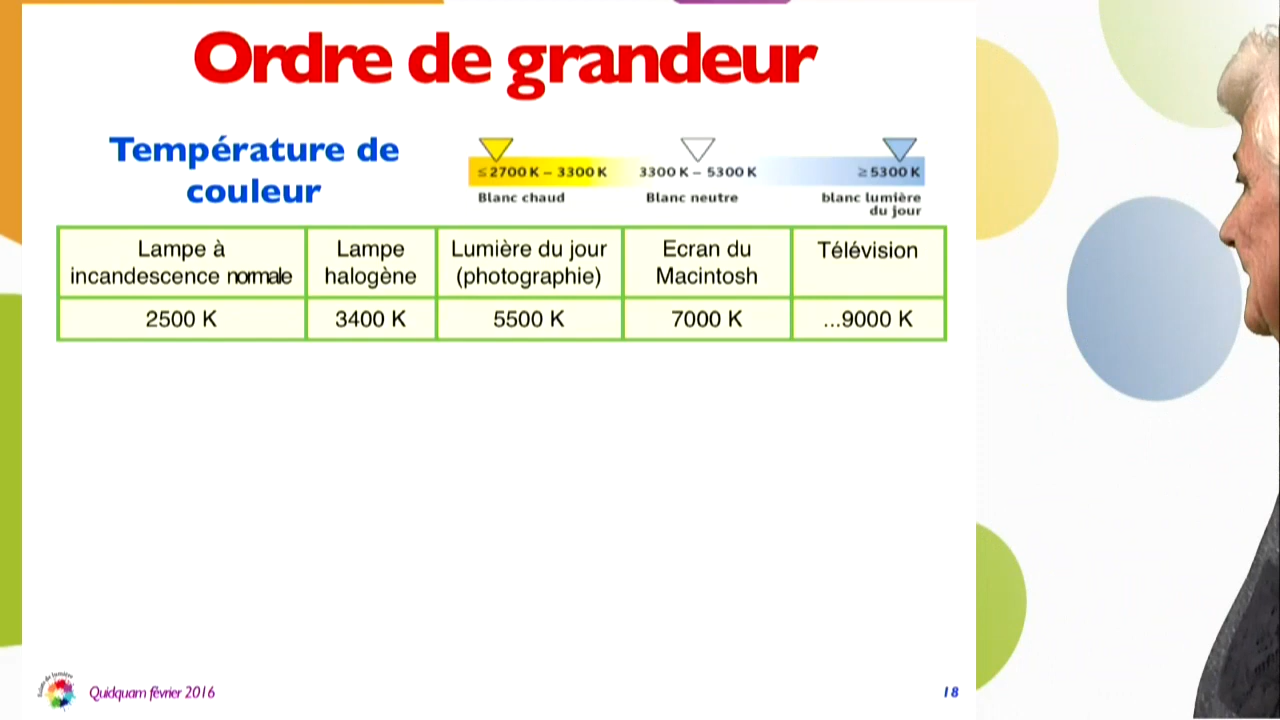 Ordre de grandeur
Température de
couleur
≤2700 K – 3300 K
3300 K – 5300 K
≥5300 K
Blanc chaud
Blanc neutre
blanc lumière
du jour
Lampe à
incandescence normale
Lampe
halogène
Lumière du jour
(photographie)
Ecran du
Macintosh
Télévision
2500 K
3400 K
5500 K
7000 K
...9000 K
Quidquam février 2016
18